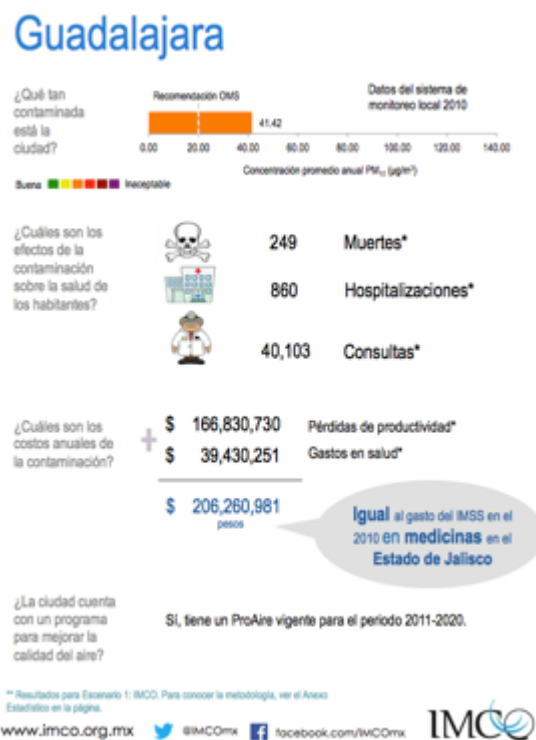 Guadalajara
¿Qué tan
contaminada
está la
ciudad?
Recomendación OMS
Datos del sistema de
monitoreo local 2010
41.42
0.00 20.00 40.00 60.00 80.00 100.00 120.00 140.00
Concentración promedio anual PM₁₀ (µg/m³)
Buena Inaceptable
¿Cuáles son los
efectos de la
contaminación
sobre la salud de
los habitantes?
249 Muertes*
860 Hospitalizaciones*
40,103 Consultas*
¿Cuáles son los
costos anuales de
la contaminación?
+ $ 166,830,730 Pérdidas de productividad*
$ 39,430,251 Gastos en salud*
$ 206,260,981
pesos
Igual al gasto del IMSS en el
2010 en medicinas en el
Estado de Jalisco
¿La ciudad cuenta
con un programa
para mejorar la
calidad del aire?
SI, tiene un ProAire vigente para el periodo 2011-2020.
** Resultados para Escenario 1: IMCO. Para conocer la metodología, ver el Anexo
Estadístico en la página.
www.imco.org.mx @IMCOmx facebook.com/IMCOmx IMCO